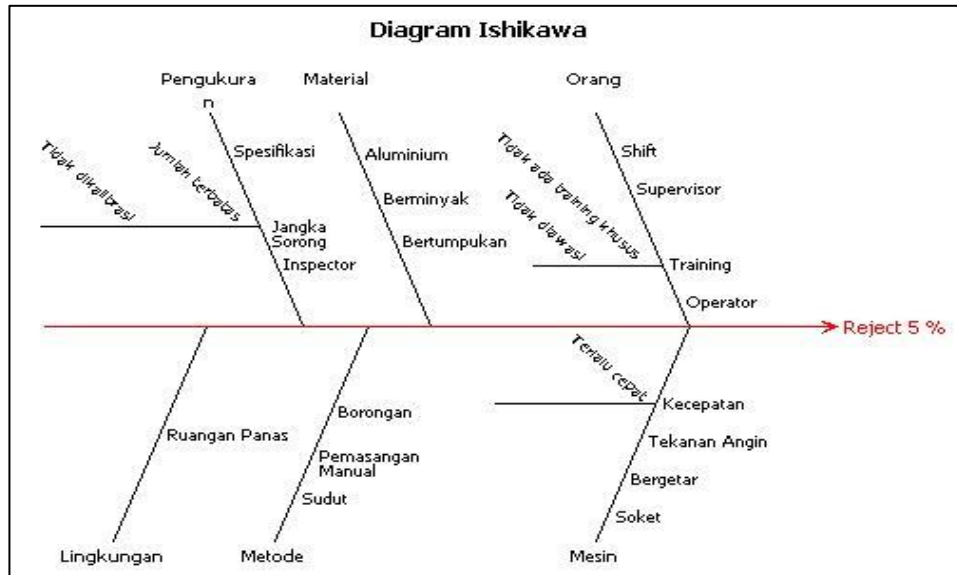 Diagram Ishikawa
Pengukura
n
Material
Orang
Spesifikasi
Jumlah terbatas
Tidak dikalibrasi
Jangka
Sorong
Inspector
Aluminium
Berminyak
Bertumpukan
Shift
Supervisor
Tidak ada training khusus
Tidak diawasi
Training
Operator
Reject 5 %
Terlalu cepat
Kecepatan
Tekanan Angin
Bergetar
Soket
Borongan
Pemasangan
Manual
Sudut
Ruangan Panas
Lingkungan
Metode
Mesin